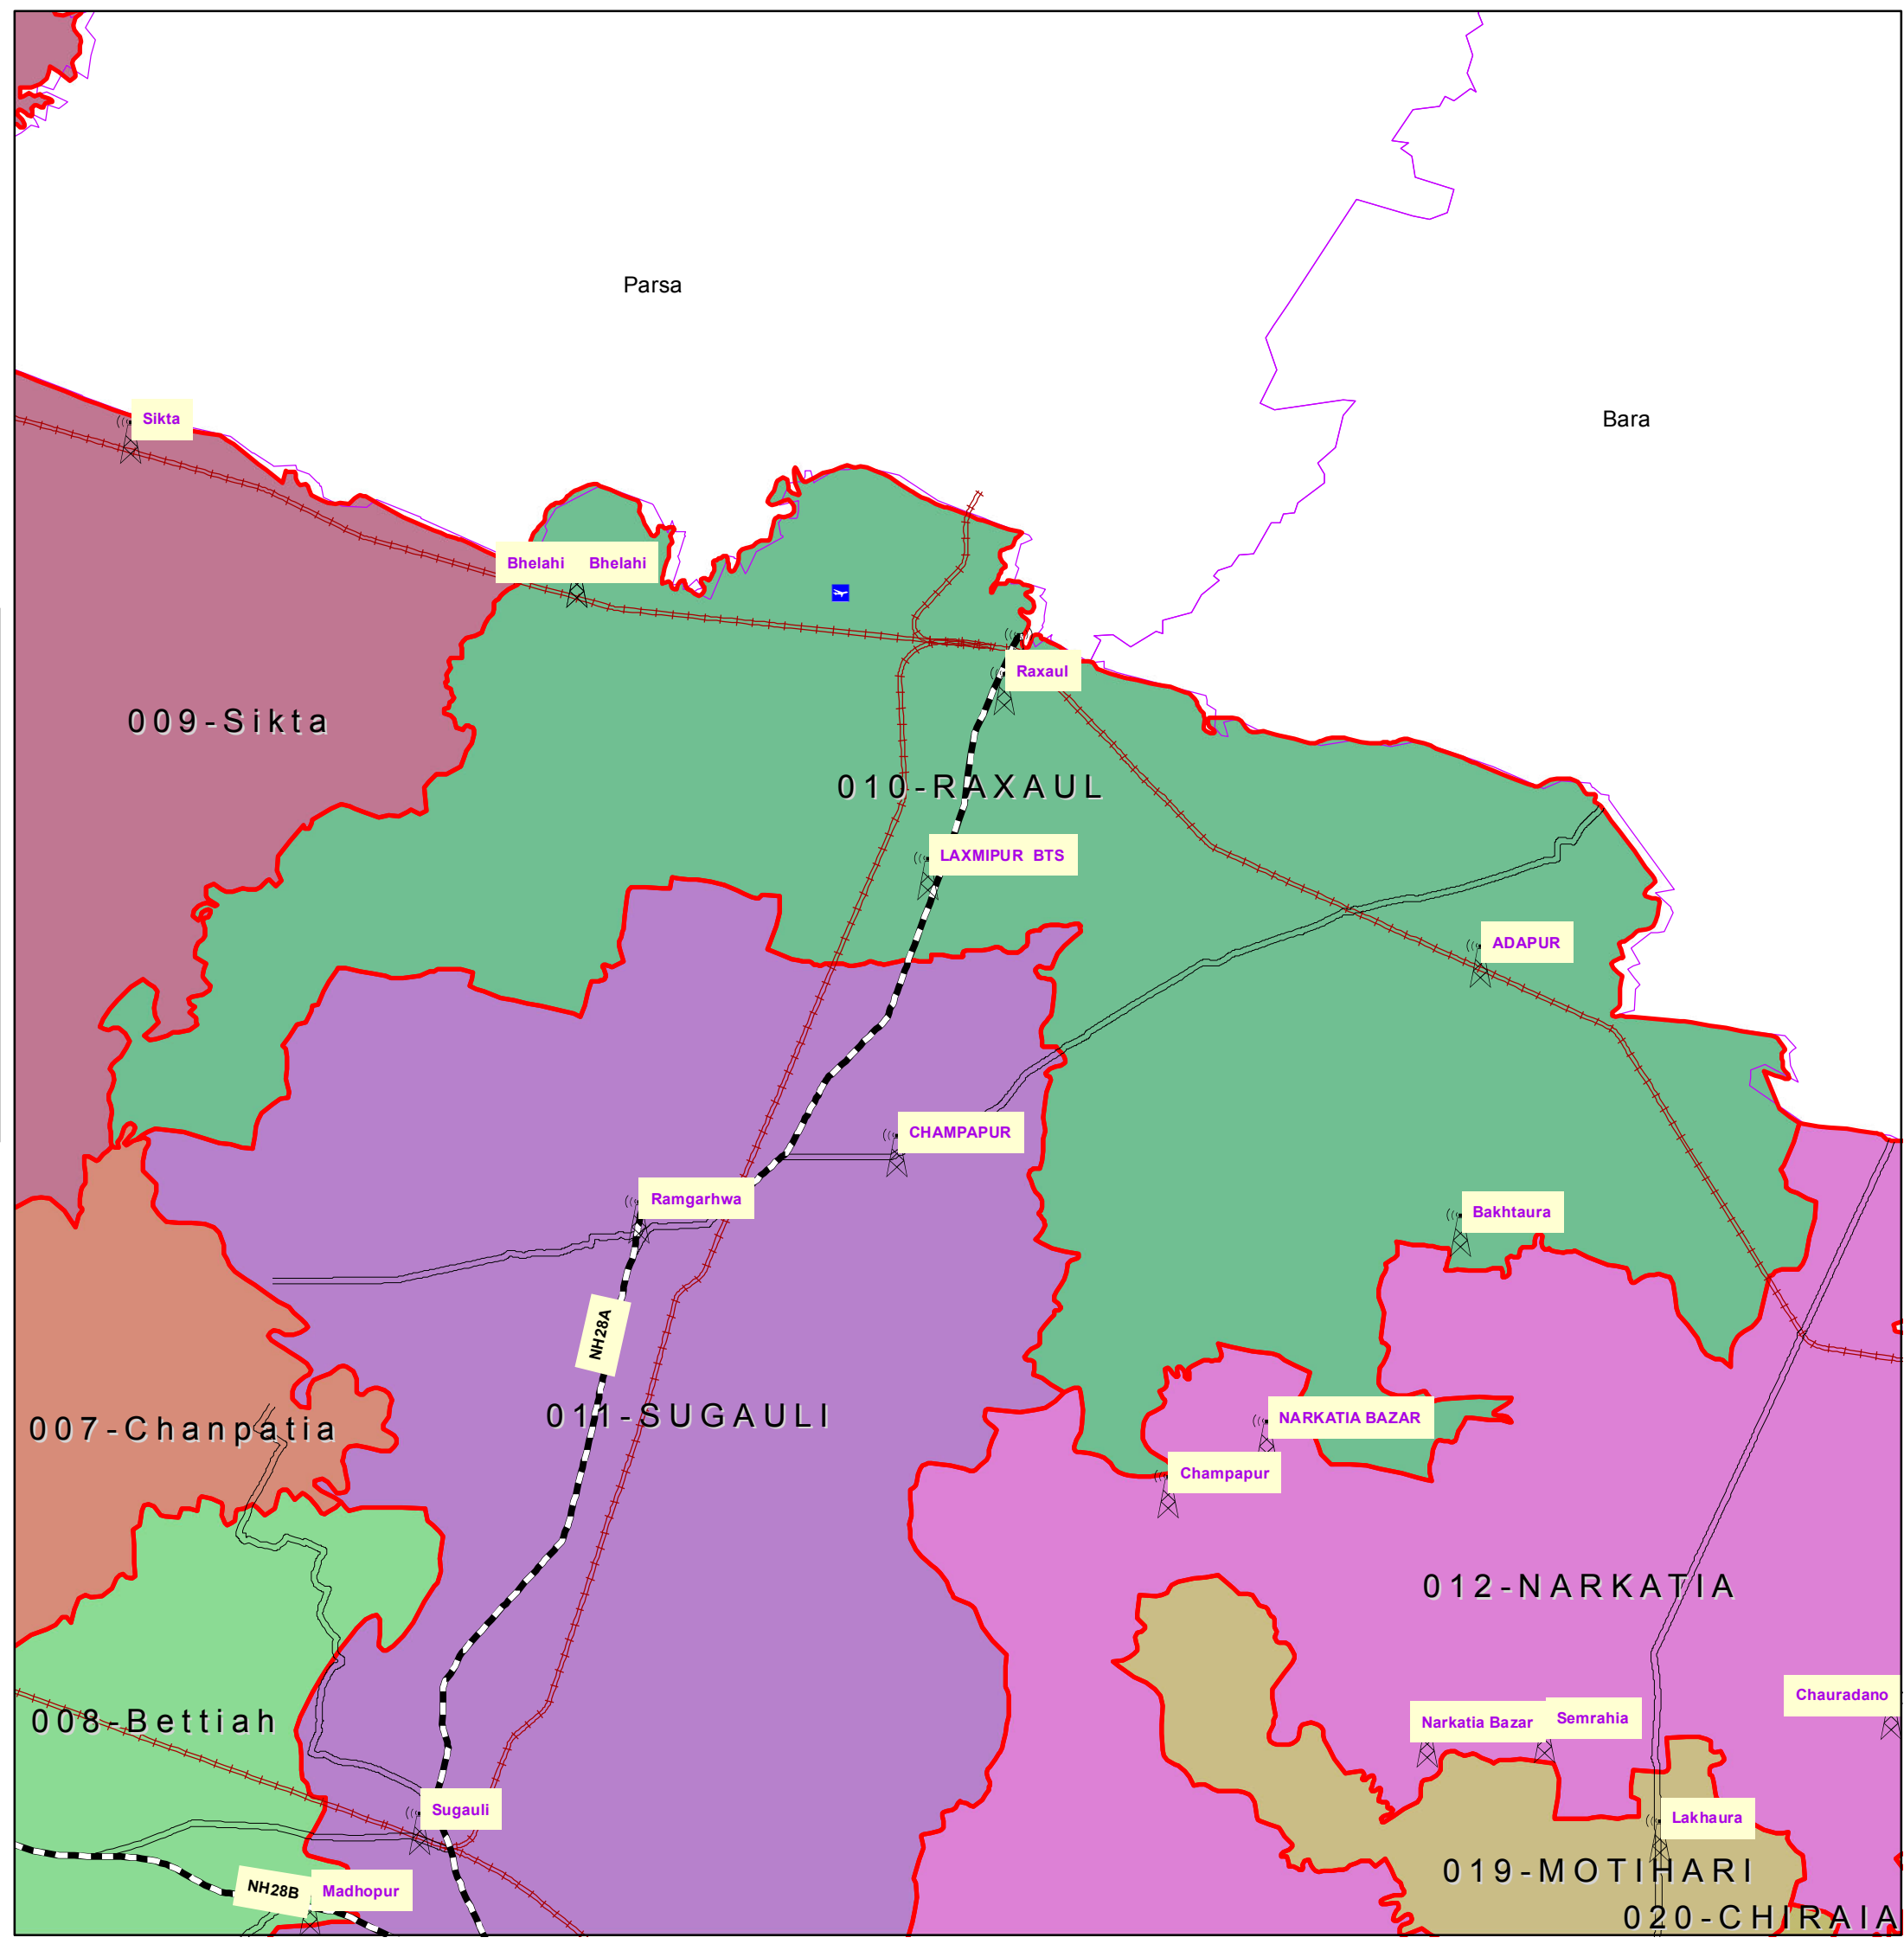 Parsa
Bara
Sikta
Bhelahi
Bhelahi
Raxaul
009-Sikta
010-RAXAUL
LAXMIPUR BTS
ADAPUR
CHAMPAPUR
Ramgarhwa
Bakhtaura
NH28A
011-SUGAULI
NARKATIA BAZAR
007-Chanpatia
Champapur
012-NARKATIA
Chauradano
008-Bettiah
Narkatia Bazar
Semrahia
Sugauli
Lakhaura
019-MOTIHARI
NH28B
Madhopur
020-CHIRAIA